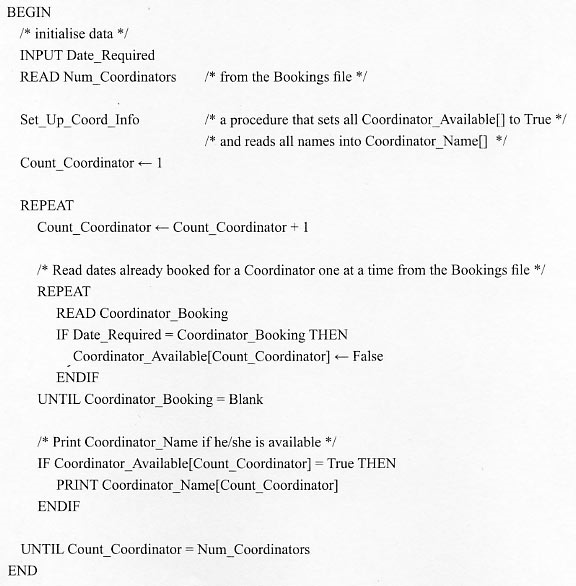 BEGIN
/* initialise data */
INPUT Date_Required
READ Num_Coordinators /* from the Bookings file */
Set_Up_Coord_Info /* a procedure that sets all Coordinator_Available[] to True */
/* and reads all names into Coordinator_Name[] */
Count_Coordinator ← 1
REPEAT
Count_Coordinator ← Count_Coordinator + 1
/* Read dates already booked for a Coordinator one at a time from the Bookings file */
REPEAT
READ Coordinator_Booking
IF Date_Required = Coordinator_Booking THEN
Coordinator_Available[Count_Coordinator] ← False
ENDIF
UNTIL Coordinator_Booking = Blank
/* Print Coordinator_Name if he/she is available */
IF Coordinator_Available[Count_Coordinator] = True THEN
PRINT Coordinator_Name[Count_Coordinator]
ENDIF
UNTIL Count_Coordinator = Num_Coordinators
END